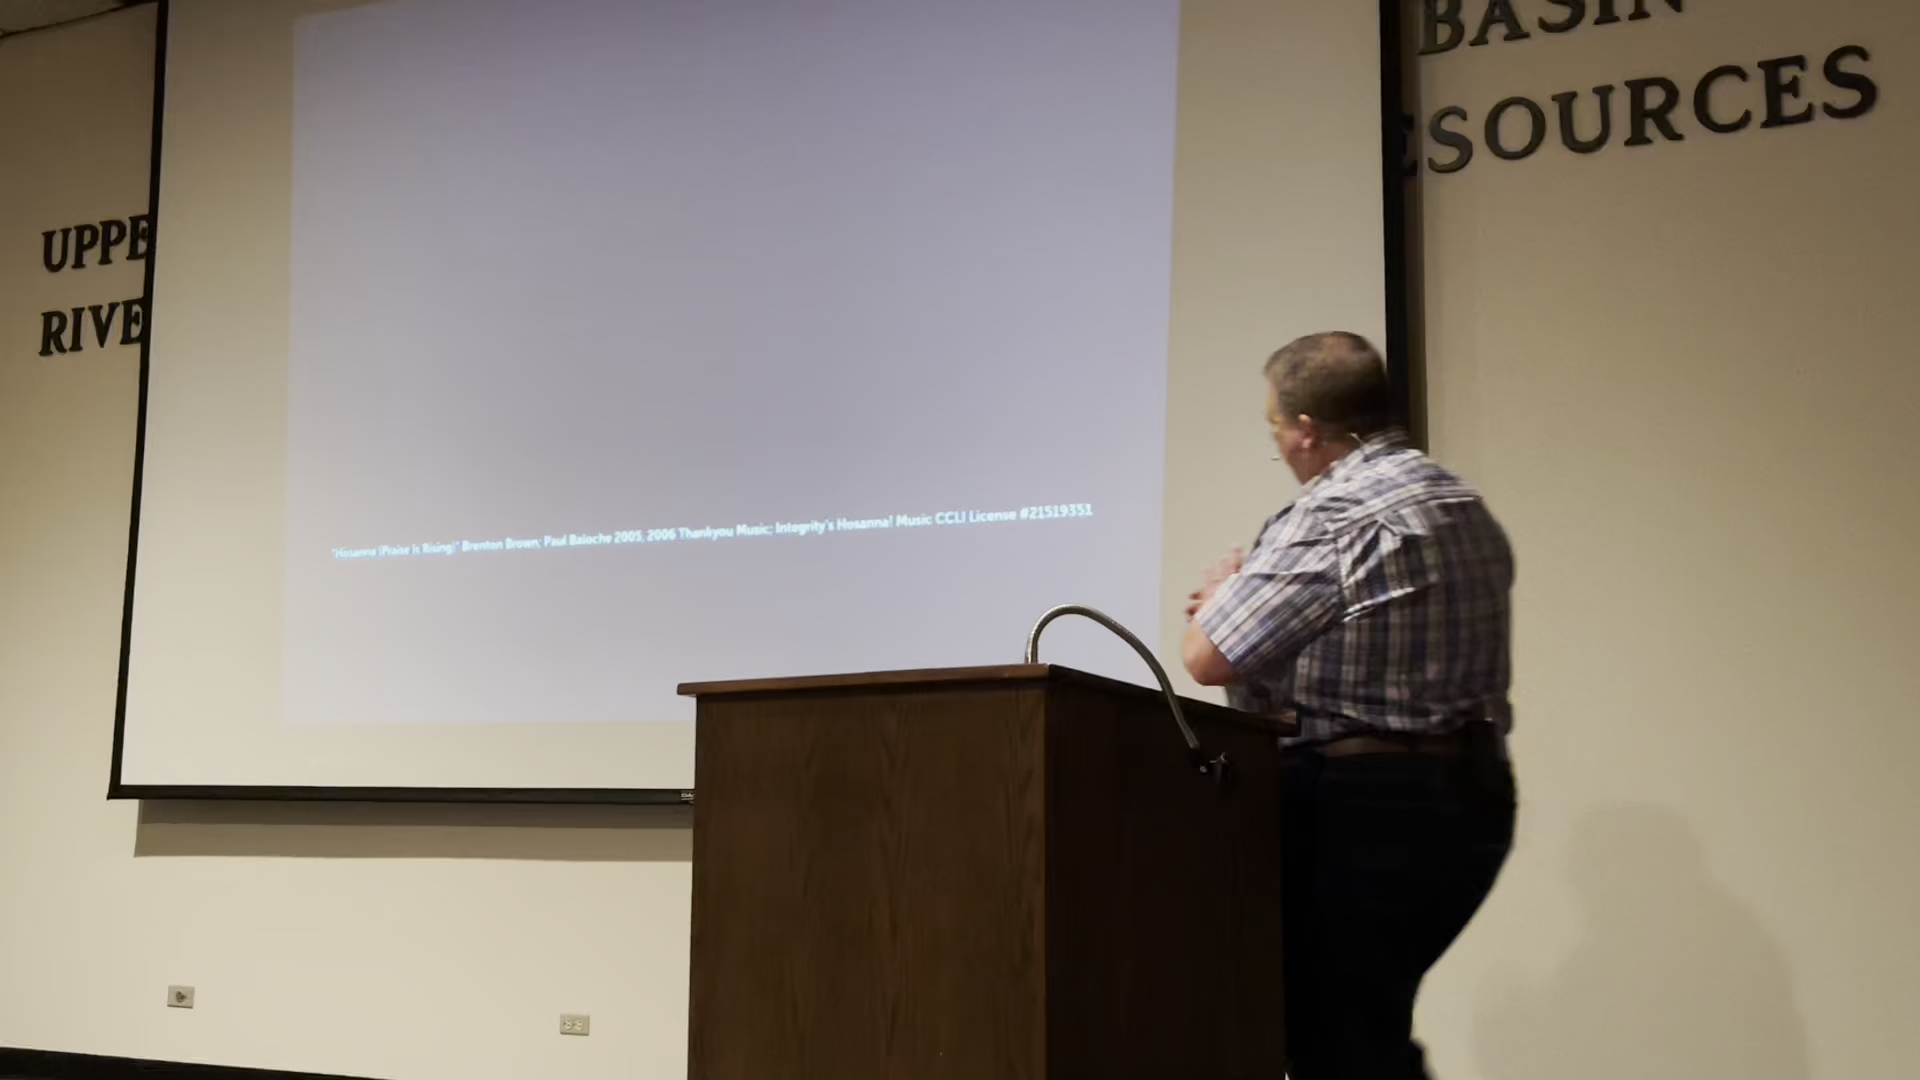 BASIN
ESOURCES
UPPE
RIVE
"Hosanna (Praise is Rising)" Brenton Brown; Paul Baloche 2005, 2006 Thankyou Music; Integrity's Hosanna! Music CCLI License #21519351